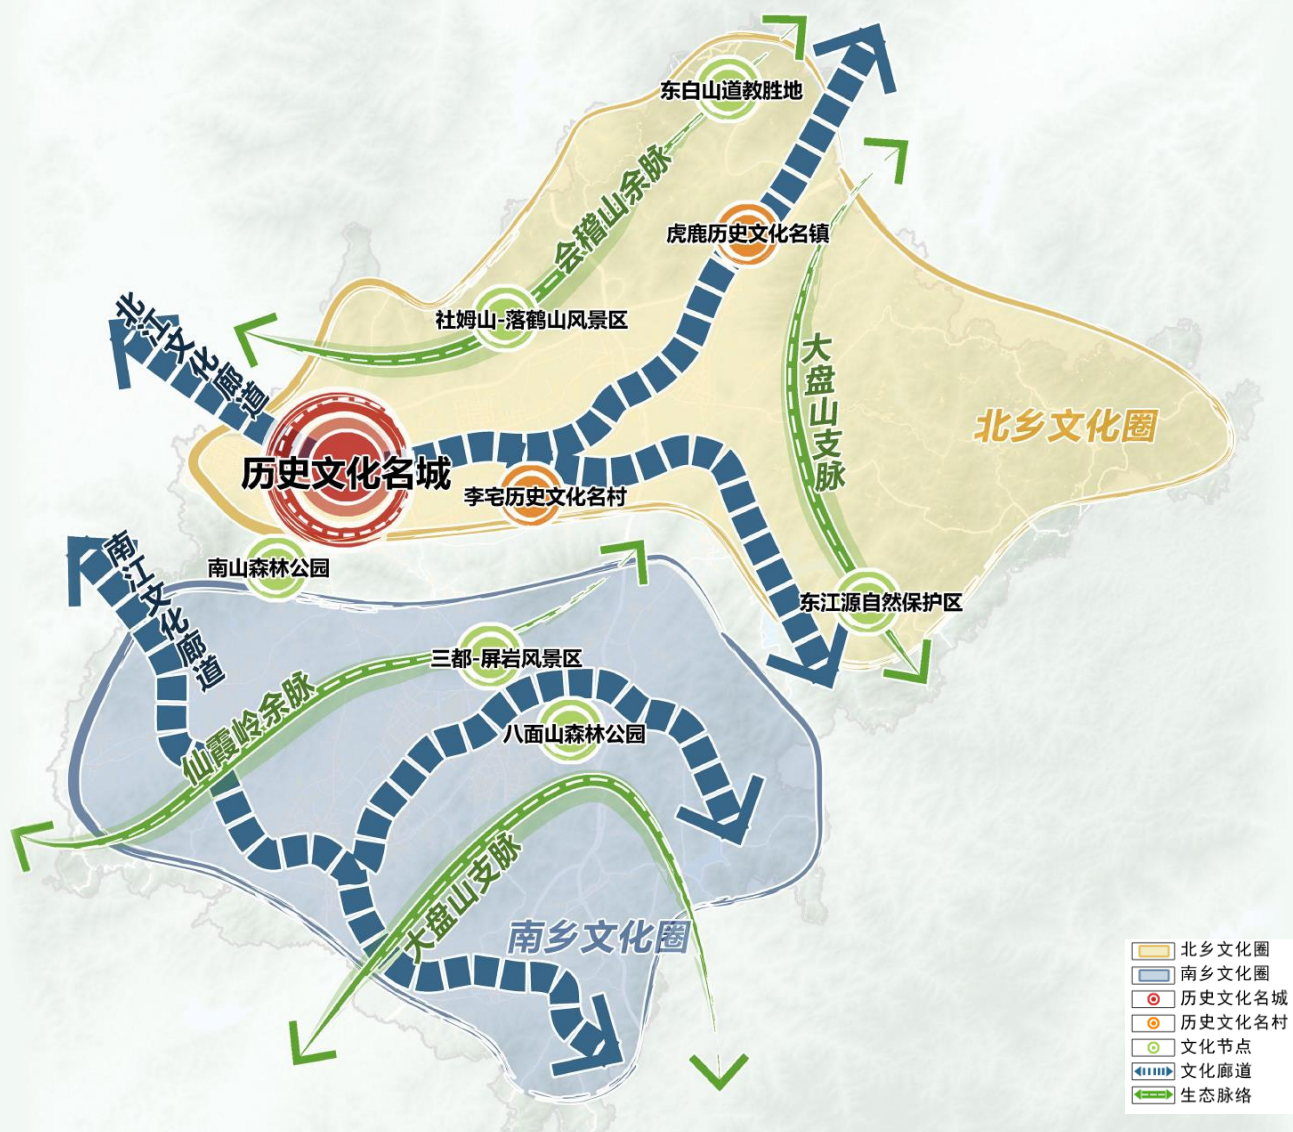 东白山道教胜地
会稽山余脉
虎鹿历史文化名镇
社姆山-落鹤山风景区
北江文化廊道
大盘山支脉
北乡文化圈
历史文化名城
李宅历史文化名村
南山森林公园
南江文化廊道
东江源自然保护区
三都-屏岩风景区
仙霞岭余脉
八面山森林公园
大盘山支脉
南乡文化圈
北乡文化圈
南乡文化圈
历史文化名城
历史文化名村
文化节点
文化廊道
生态脉络